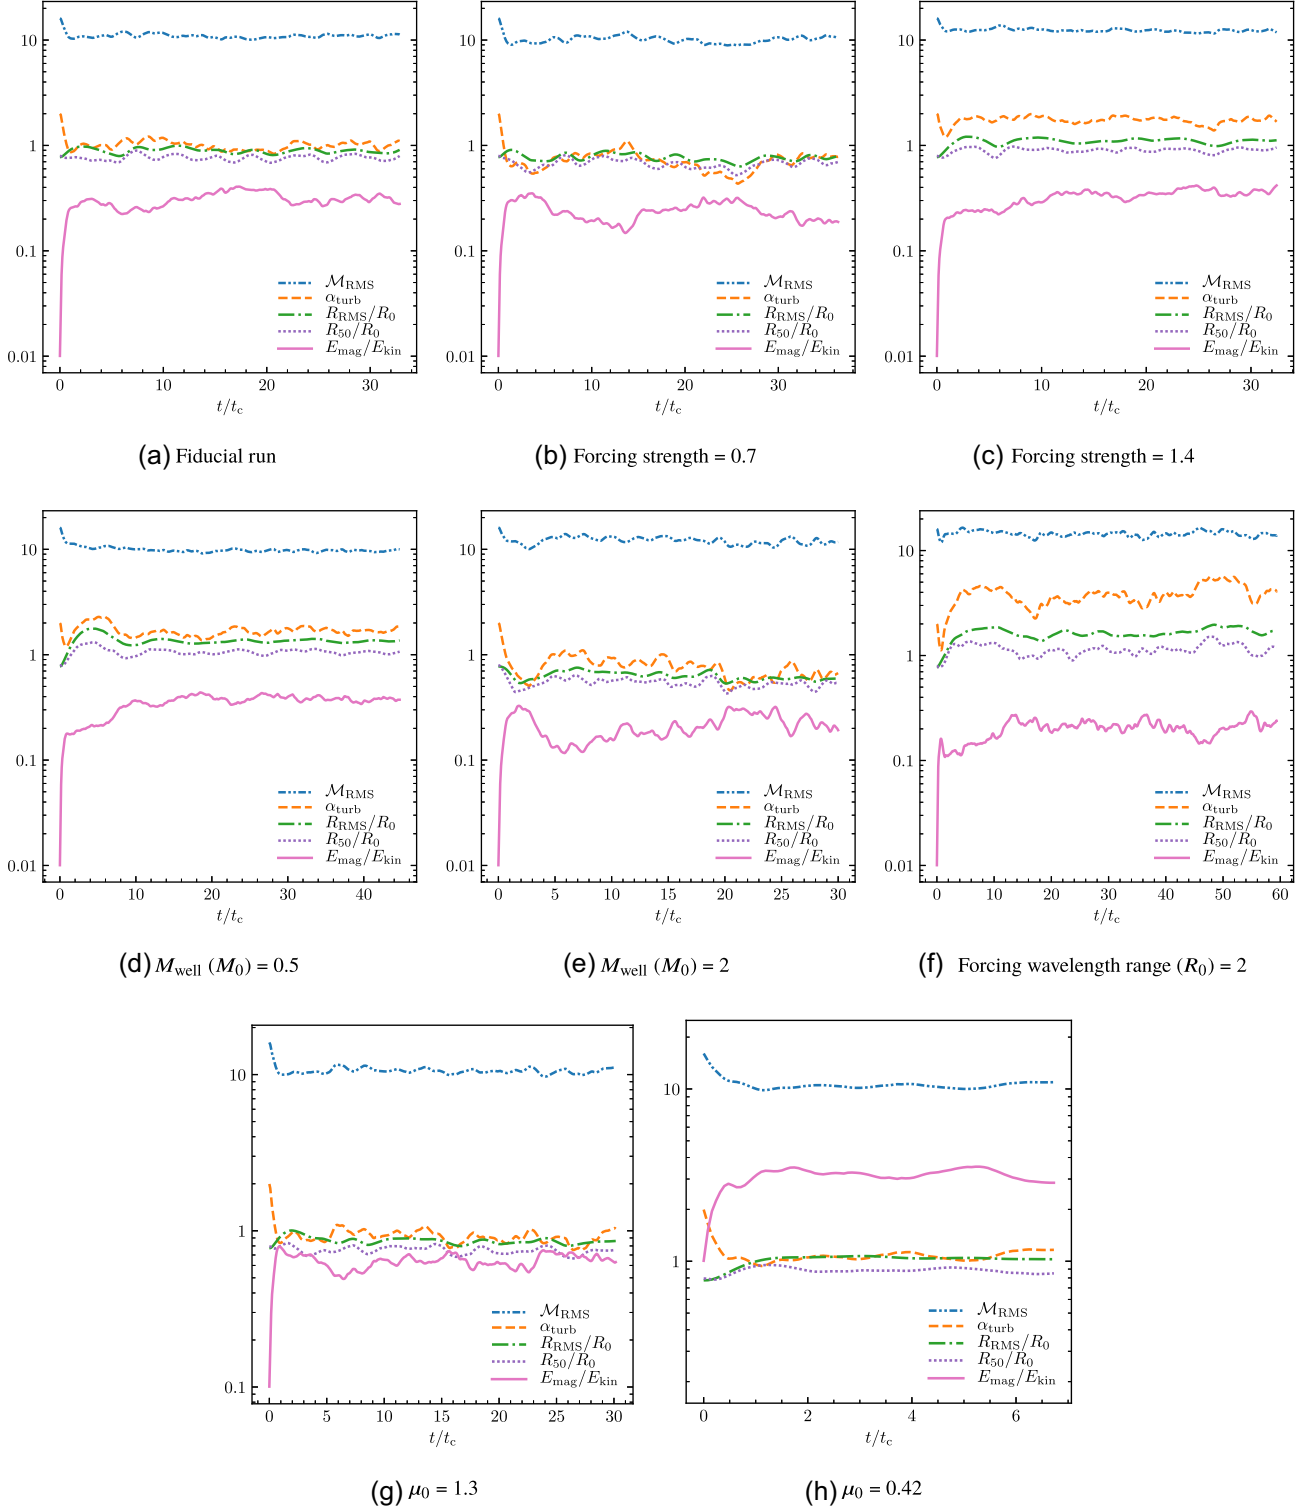 10
1
0.1
0.01
0
10
20
30
t/t_c
M_RMS
α_turb
R_RMS/R_0
R_50/R_0
E_mag/E_kin
(a) Fiducial run
10
1
0.1
0.01
0
10
20
30
t/t_c
M_RMS
α_turb
R_RMS/R_0
R_50/R_0
E_mag/E_kin
(b) Forcing strength = 0.7
10
1
0.1
0.01
0
10
20
30
t/t_c
M_RMS
α_turb
R_RMS/R_0
R_50/R_0
E_mag/E_kin
(c) Forcing strength = 1.4
10
1
0.1
0.01
0
10
20
30
40
t/t_c
M_RMS
α_turb
R_RMS/R_0
R_50/R_0
E_mag/E_kin
(d) M_well (M_0) = 0.5
10
1
0.1
0.01
0
5
10
15
20
25
30
t/t_c
M_RMS
α_turb
R_RMS/R_0
R_50/R_0
E_mag/E_kin
(e) M_well (M_0) = 2
10
1
0.1
0.01
0
10
20
30
40
50
60
t/t_c
M_RMS
α_turb
R_RMS/R_0
R_50/R_0
E_mag/E_kin
(f) Forcing wavelength range (R_0) = 2
10
1
0.1
0
5
10
15
20
25
30
t/t_c
M_RMS
α_turb
R_RMS/R_0
R_50/R_0
E_mag/E_kin
(g) μ_0 = 1.3
10
1
0
2
4
6
t/t_c
M_RMS
α_turb
R_RMS/R_0
R_50/R_0
E_mag/E_kin
(h) μ_0 = 0.42